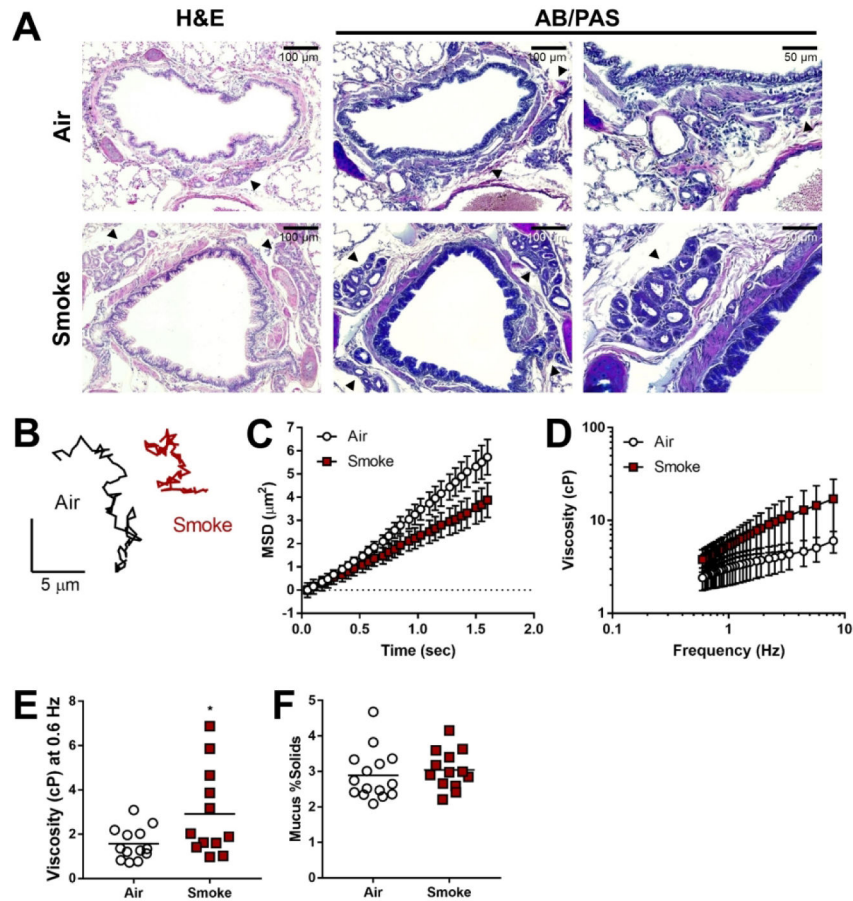 A
H&E
AB/PAS
Air
100 µm
100 µm
50 µm
Smoke
100 µm
100 µm
50 µm
B
Air
Smoke
5 µm
C
Air
Smoke
MSD (µm²)
7
6
5
4
3
2
1
0
-1
0.0 0.5 1.0 1.5 2.0
Time (sec)
D
Air
Smoke
Viscosity (cP)
100
10
1
0.1 1 10
Frequency (Hz)
E
Viscosity (cP) at 0.6 Hz
8
6
4
2
0
*
Air Smoke
F
Mucus %Solids
5
4
3
2
1
0
Air Smoke